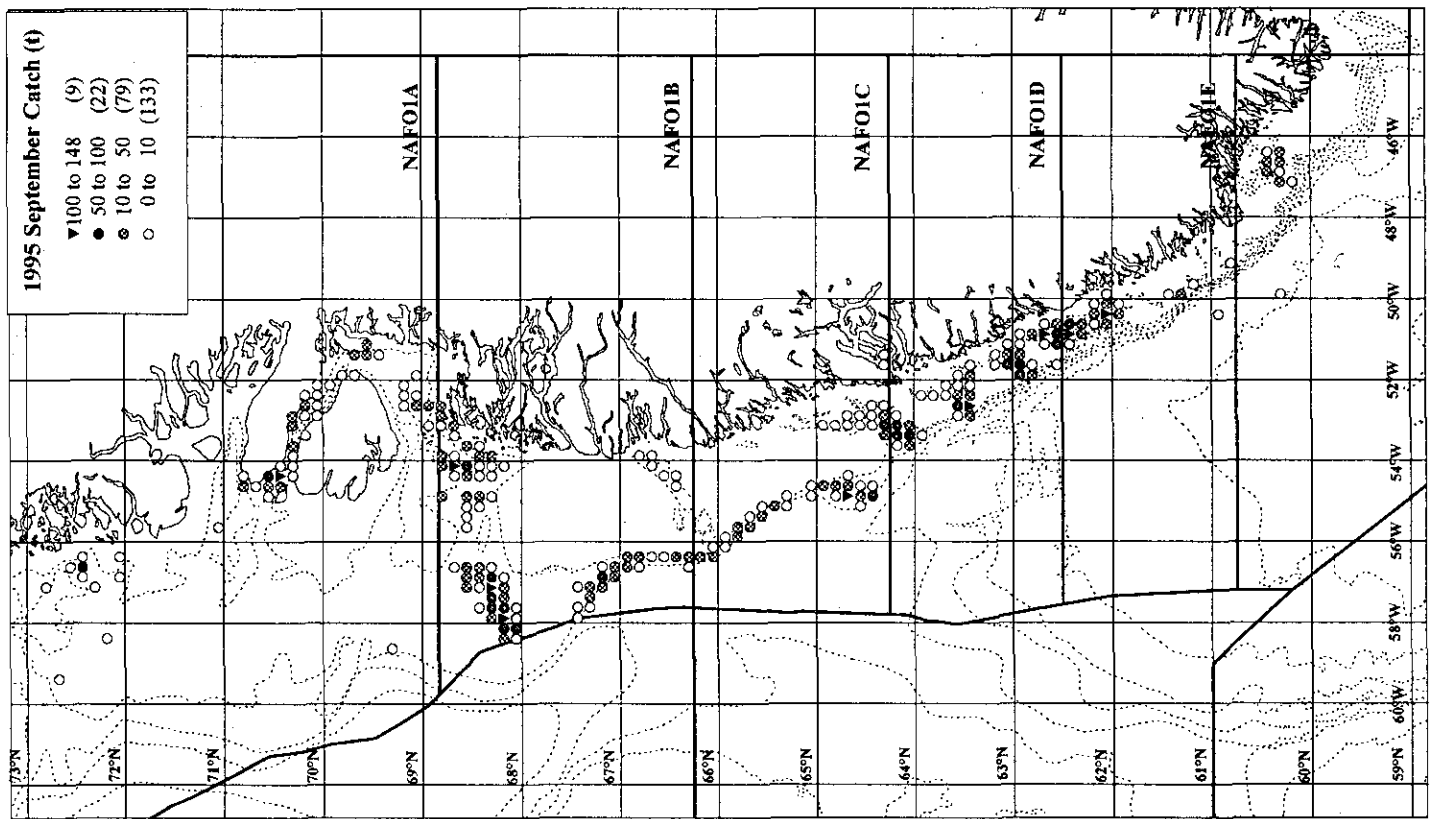 1995 September Catch (t)
▼ 100 to 148 (9)
● 50 to 100 (22)
⊗ 10 to 50 (79)
○ 0 to 10 (133)
NAFO1A
NAFO1B
NAFO1C
NAFO1D
NAFO1E
73°N
72°N
71°N
70°N
69°N
68°N
67°N
66°N
65°N
64°N
63°N
62°N
61°N
60°N
59°N
60°W
58°W
56°W
54°W
52°W
50°W
48°W
46°W